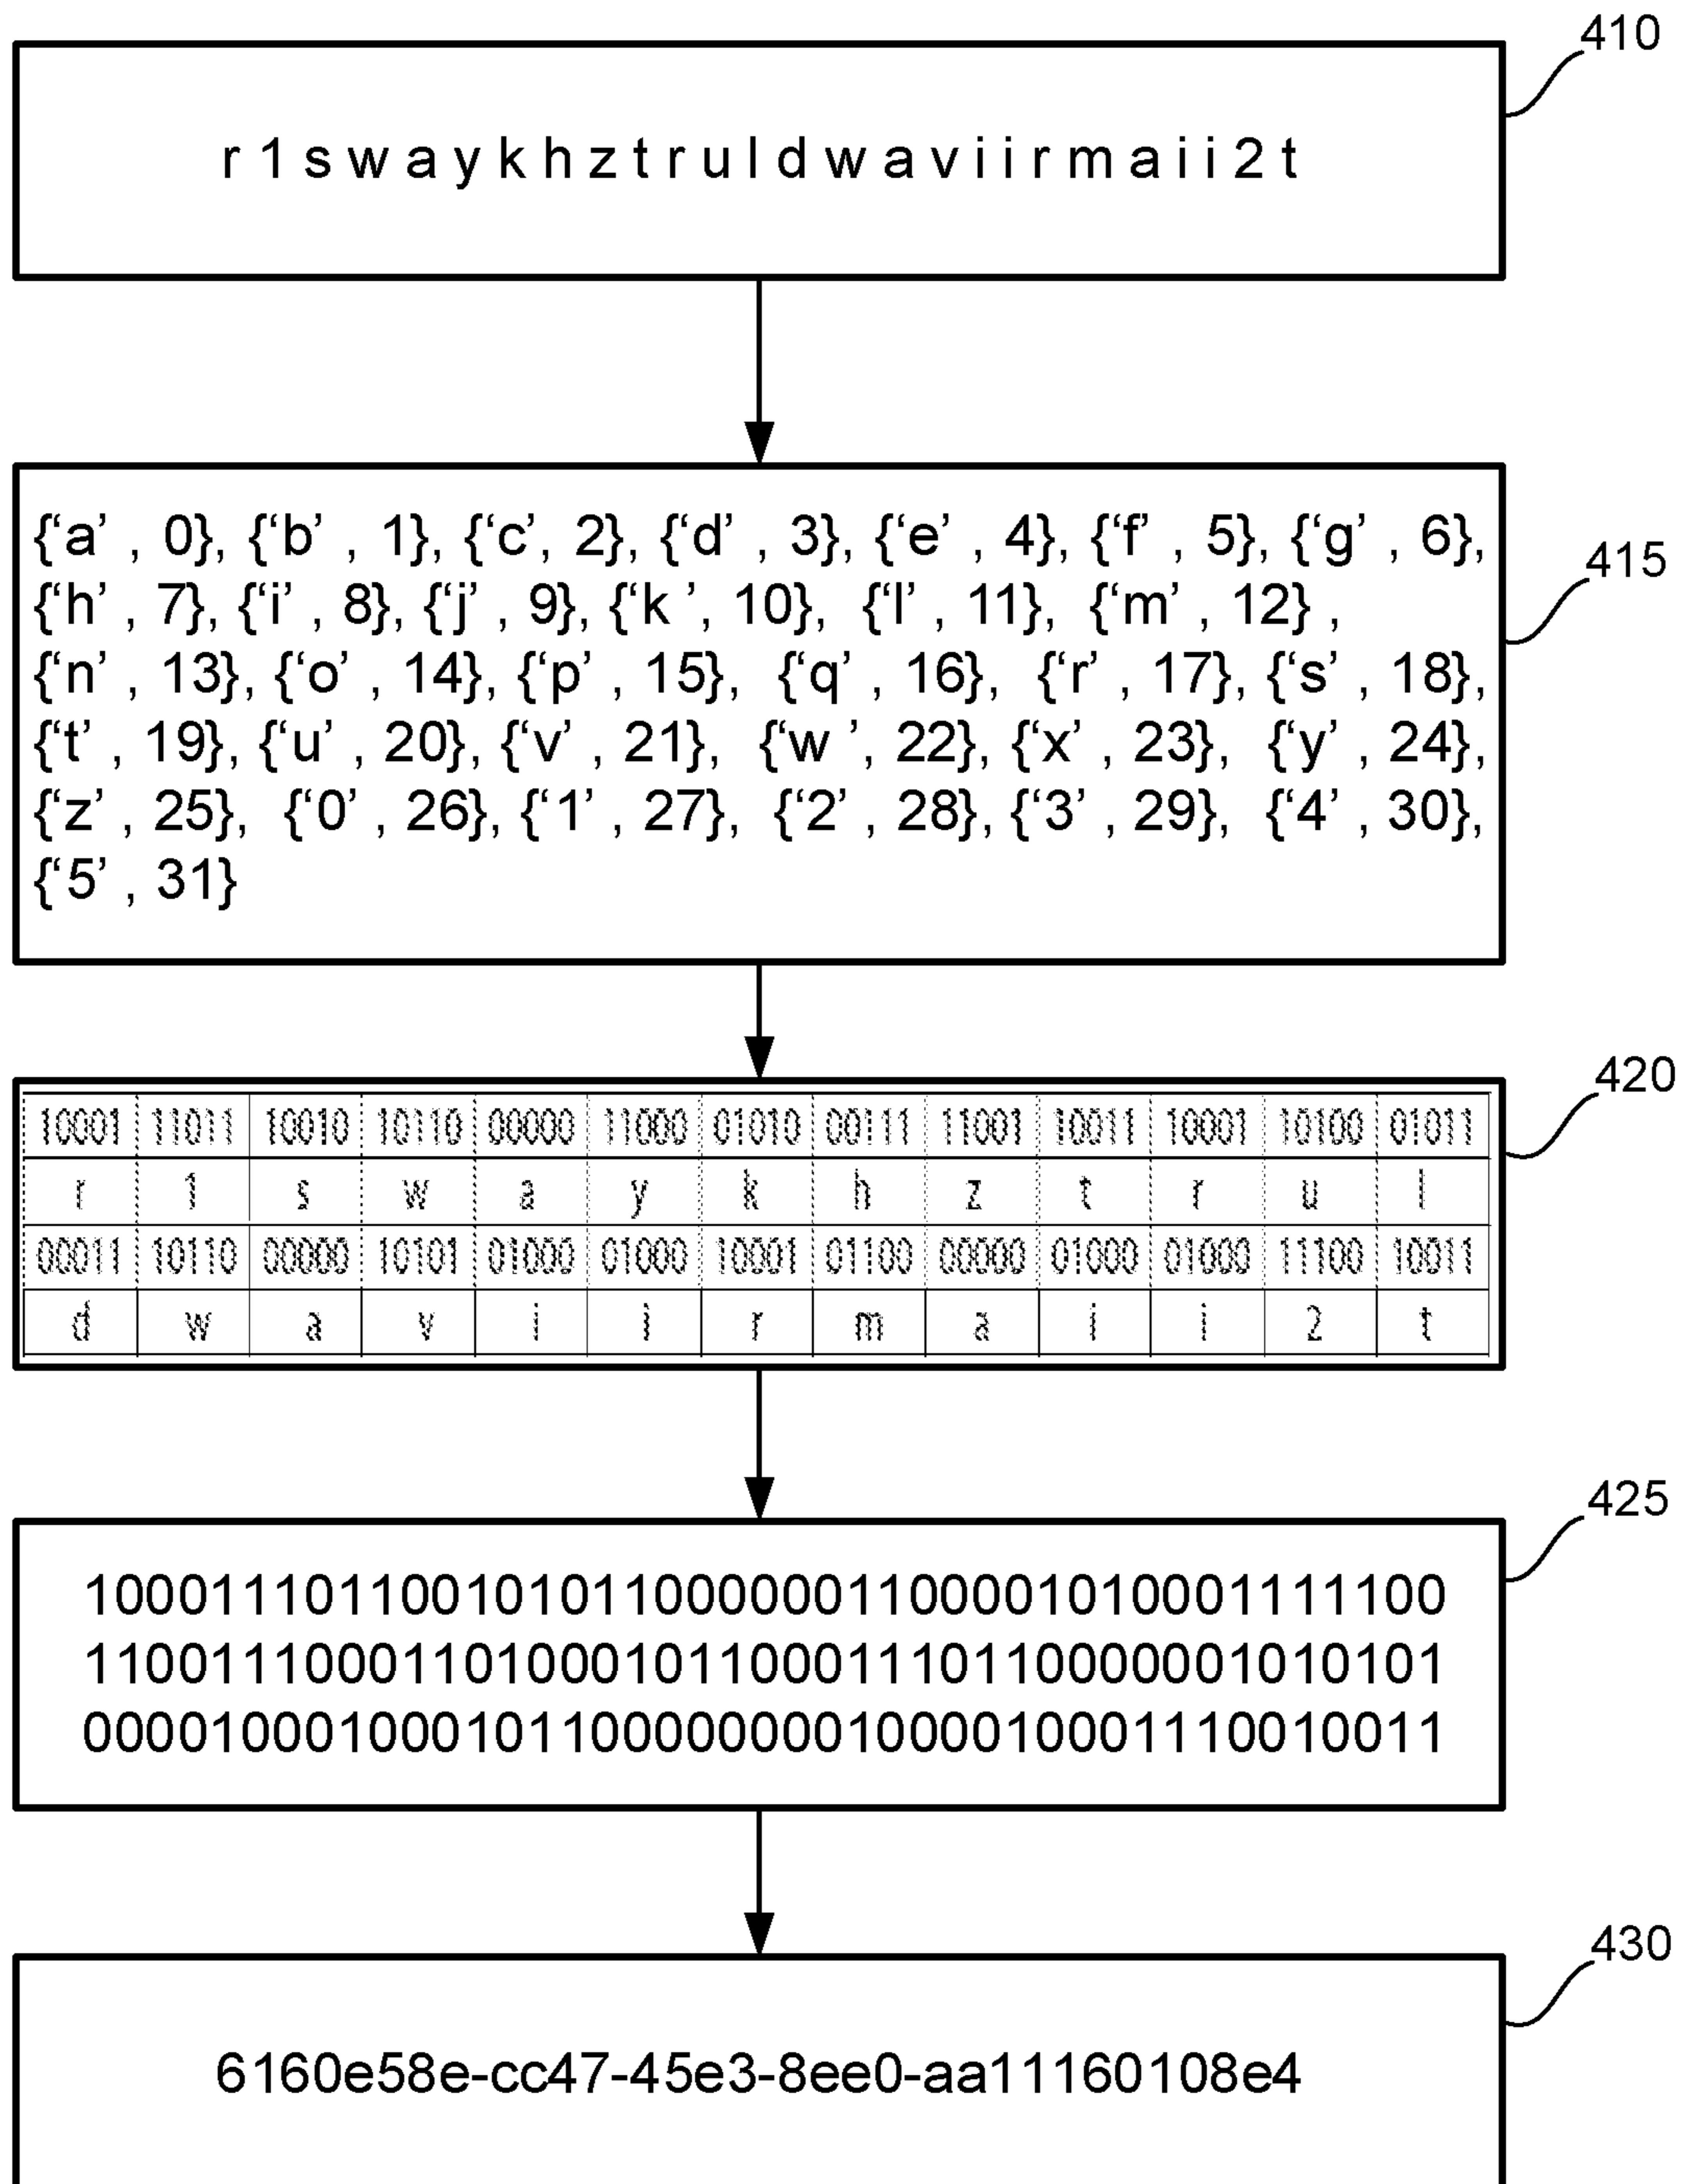 410
r1swaykhztruldwaviirmaii2t
{‘a’ , 0}, {‘b’ , 1}, {‘c’, 2}, {‘d’ , 3}, {‘e’ , 4}, {‘f’ , 5}, {‘g’ , 6},
415
{‘h’ , 7}, {‘i’ , 8}, {‘j’ , 9}, {‘k ’, 10}, {‘l’ , 11}, {‘m’ , 12} ,
{‘n’ , 13}, {‘o’ , 14}, {‘p’ , 15}, {‘q’ , 16}, {‘r’ , 17}, {‘s’ , 18},
{‘t’ , 19}, {‘u’ , 20}, {‘v’ , 21}, {‘w ’, 22}, {‘x’ , 23}, {‘y’ , 24},
{‘z’ , 25}, {‘0’ , 26}, {‘1’ , 27}, {‘2’ , 28}, {‘3’ , 29}, {‘4’ , 30},
{‘5’ , 31}
420
10001 11011 10010 10110 00000 11000 01010 00111 11001 10011 10001 10100 01011
r 1 s w a y k h z t r u l
00011 10110 00000 10101 01000 01000 10001 01100 00000 01000 01000 11100 10011
d w a v i i r m a i i 2 t
425
1000111011001010110000000110000101000111100
1100111000110100010110001110110000001010101
0000100010001011000000000100001000111001​0011
430
6160e58e-cc47-45e3-8ee0-aa11160108e4